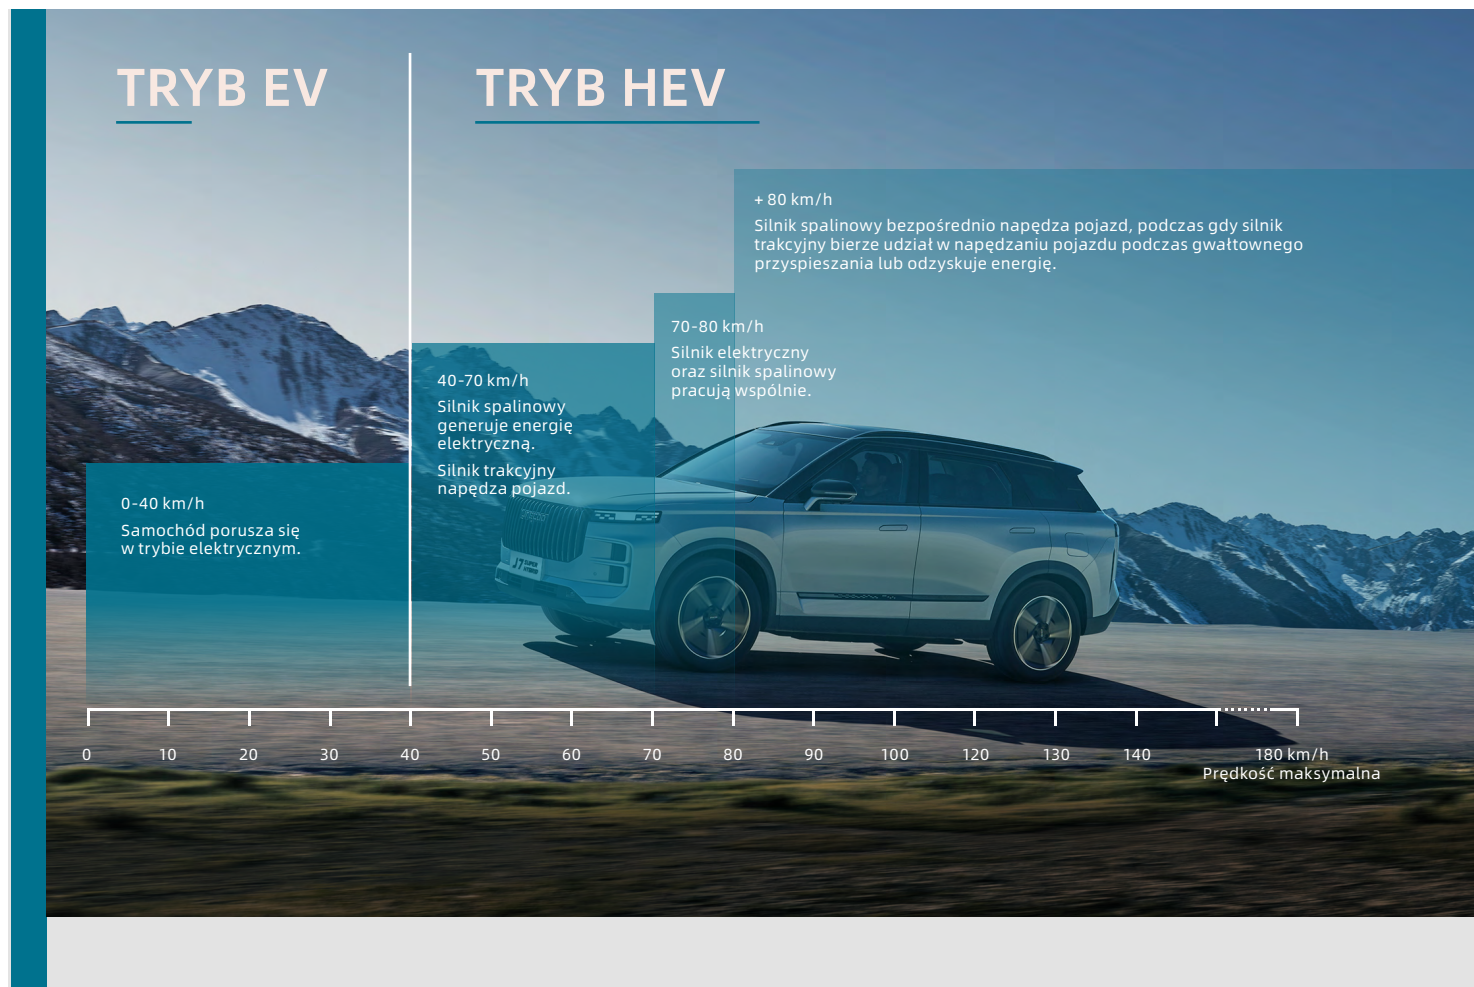 TRYB EV
TRYB HEV
+ 80 km/h
Silnik spalinowy bezpośrednio napędza pojazd, podczas gdy silnik
trakcyjny bierze udział w napędzaniu pojazdu podczas gwałtownego
przyspieszania lub odzyskuje energię.
70-80 km/h
Silnik elektryczny
oraz silnik spalinowy
pracują wspólnie.
40-70 km/h
Silnik spalinowy
generuje energię
elektryczną.
Silnik trakcyjny
napędza pojazd.
0-40 km/h
Samochód porusza się
w trybie elektrycznym.
J7 SUPER
HYBRID
0 10 20 30 40 50 60 70 80 90 100 120 130 140 180 km/h
Prędkość maksymalna